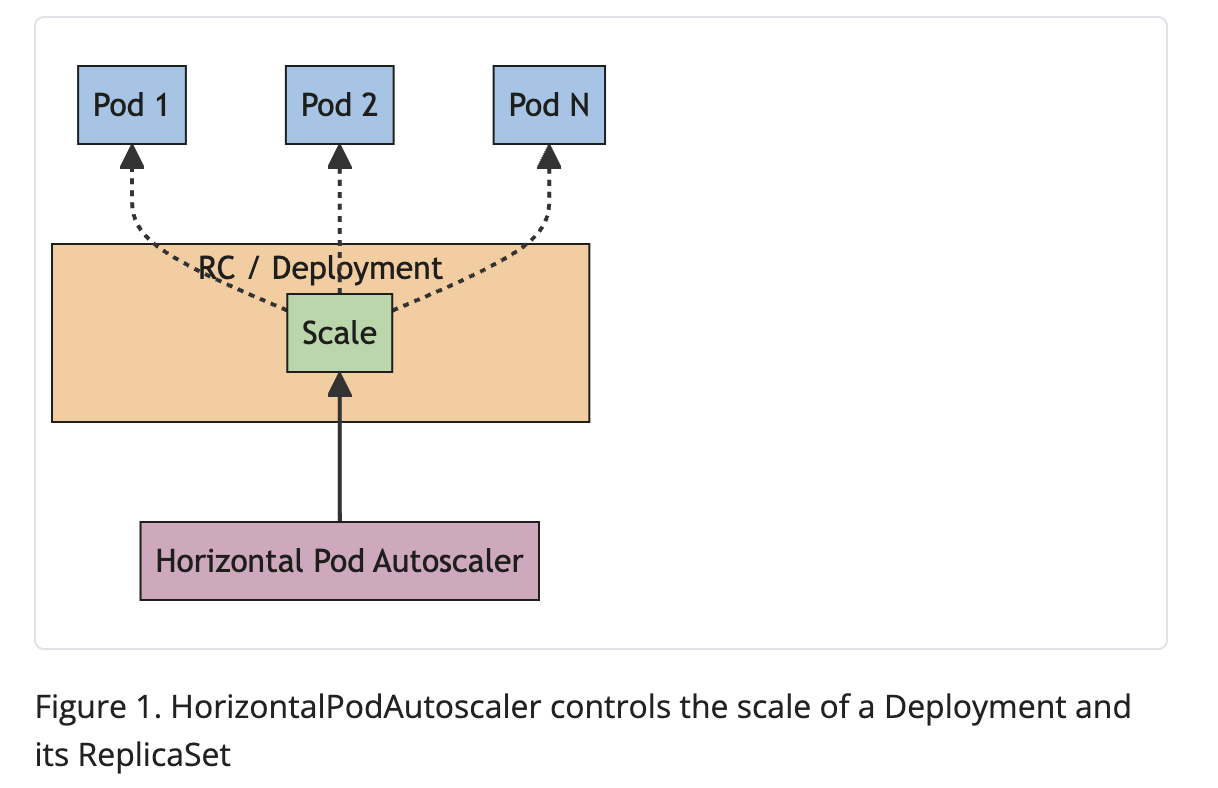 Pod 1
Pod 2
Pod N
RC / Deployment
Scale
Horizontal Pod Autoscaler
Figure 1. HorizontalPodAutoscaler controls the scale of a Deployment and
its ReplicaSet